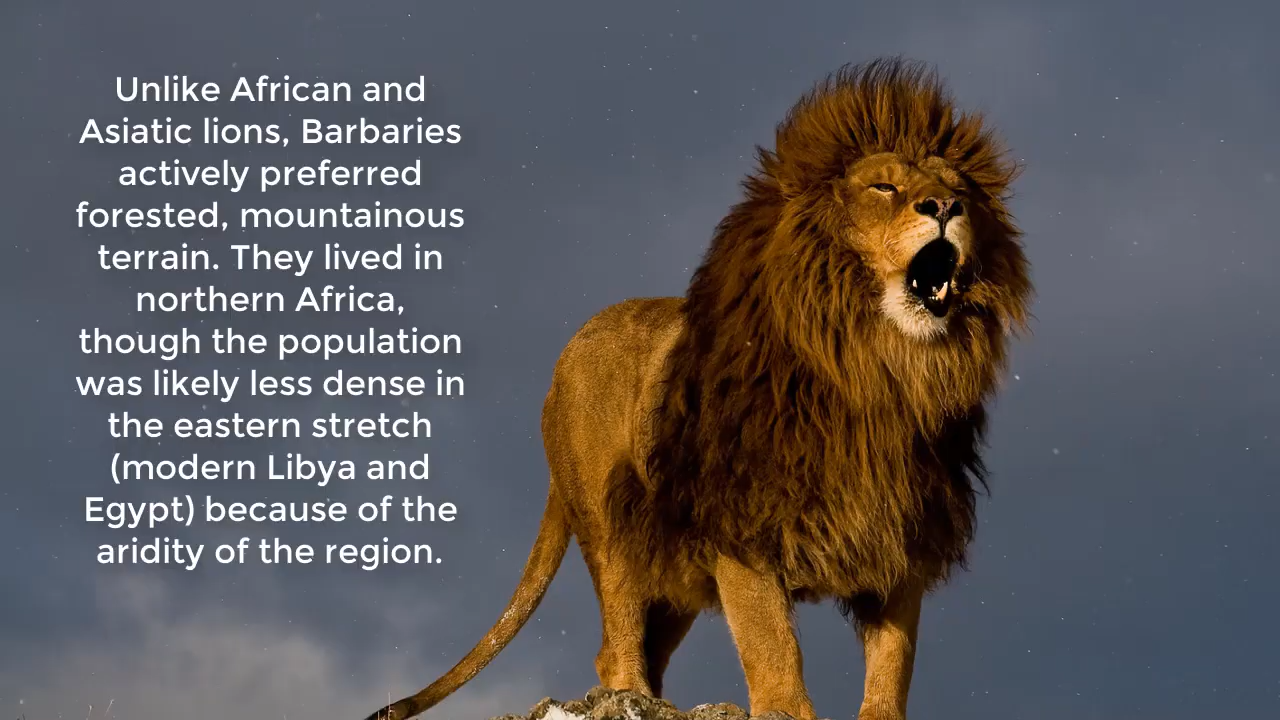 Unlike African and
Asiatic lions, Barbaries
actively preferred
forested, mountainous
terrain. They lived in
northern Africa,
though the population
was likely less dense in
the eastern stretch
(modern Libya and
Egypt) because of the
aridity of the region.